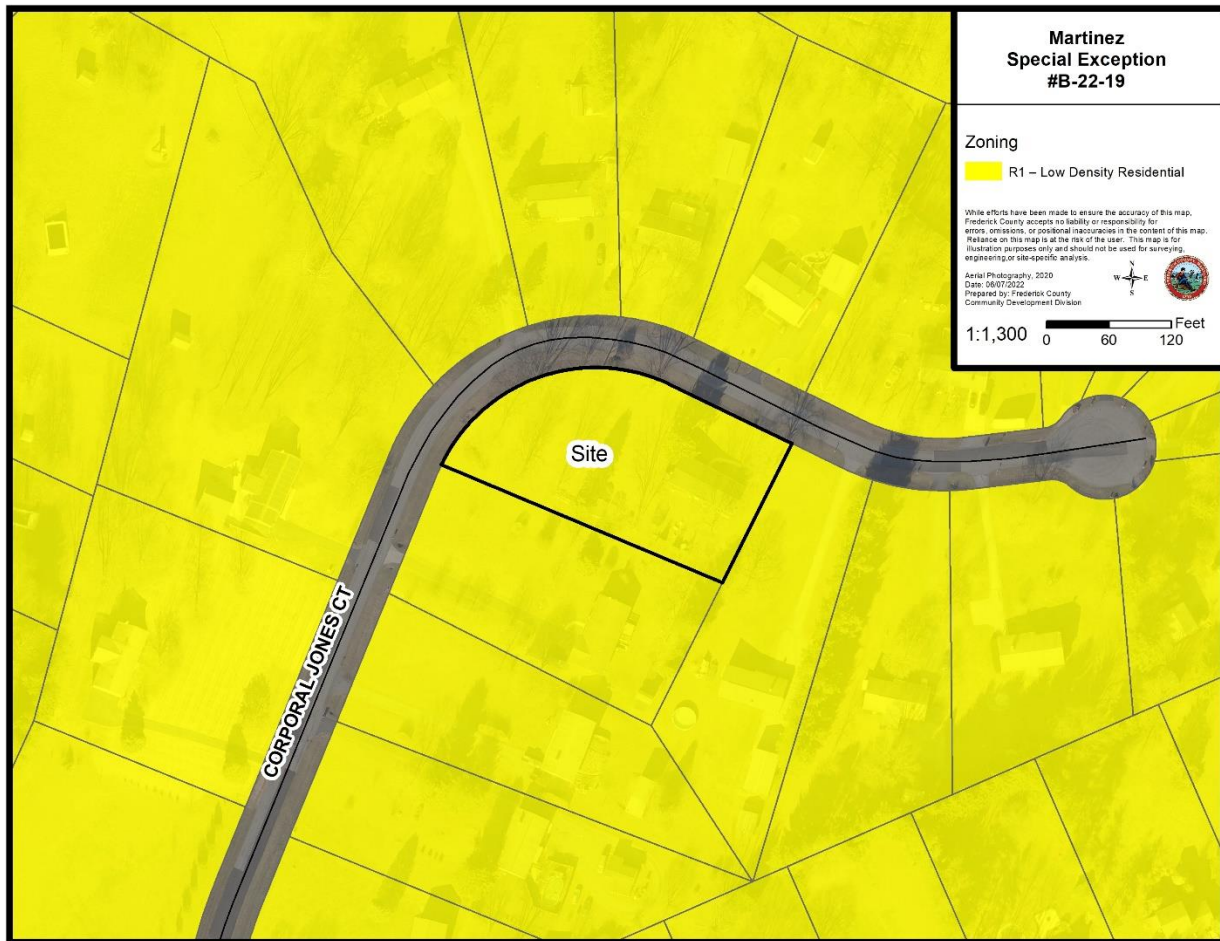 Martinez
Special Exception
#B-22-19
Zoning
R1 – Low Density Residential
While efforts have been made to ensure the accuracy of this map,
Frederick County accepts no liability or responsibility for
errors, omissions, or positional inaccuracies in the content of this map.
Reliance on this map is at the risk of the user. This map is for
illustration purposes only and should not be used for surveying,
engineering,or site-specific analysis.
Aerial Photography, 2020
Date: 06/07/2022
Prepared by: Frederick County
Community Development Division
N
W E
S
1:1,300
Feet
0 60 120
Site
CORPORAL JONES CT